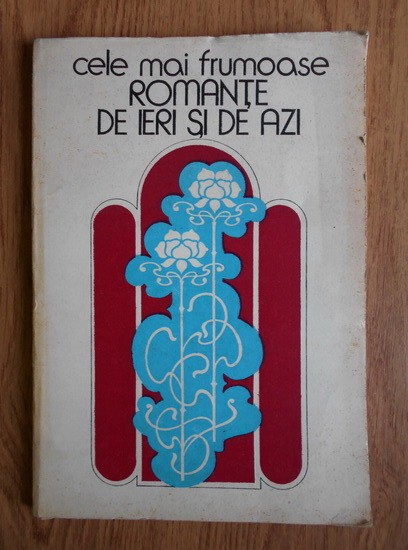 cele mai frumoase
ROMANȚE
DE IERI ȘI DE AZI